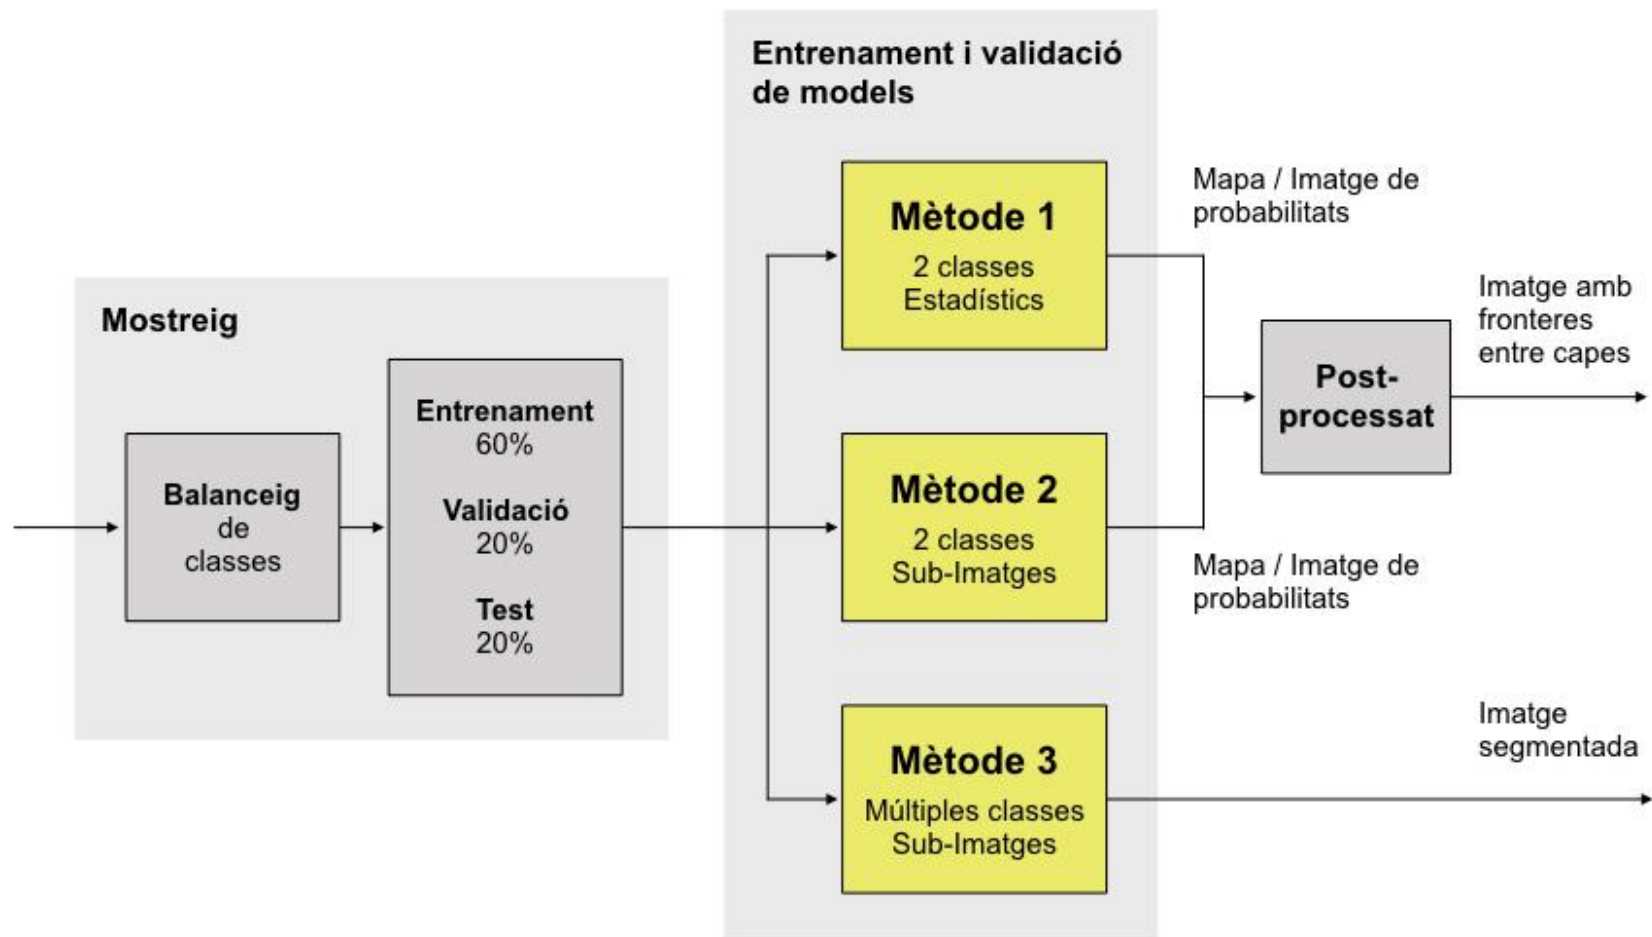 Mostreig
Balanceig
de
classes
Entrenament
60%
Validació
20%
Test
20%
Entrenament i validació
de models
Mètode 1
2 classes
Estadístics
Mètode 2
2 classes
Sub-Imatges
Mètode 3
Múltiples classes
Sub-Imatges
Mapa / Imatge de
probabilitats
Mapa / Imatge de
probabilitats
Post-
processat
Imatge amb
fronteres
entre capes
Imatge
segmentada